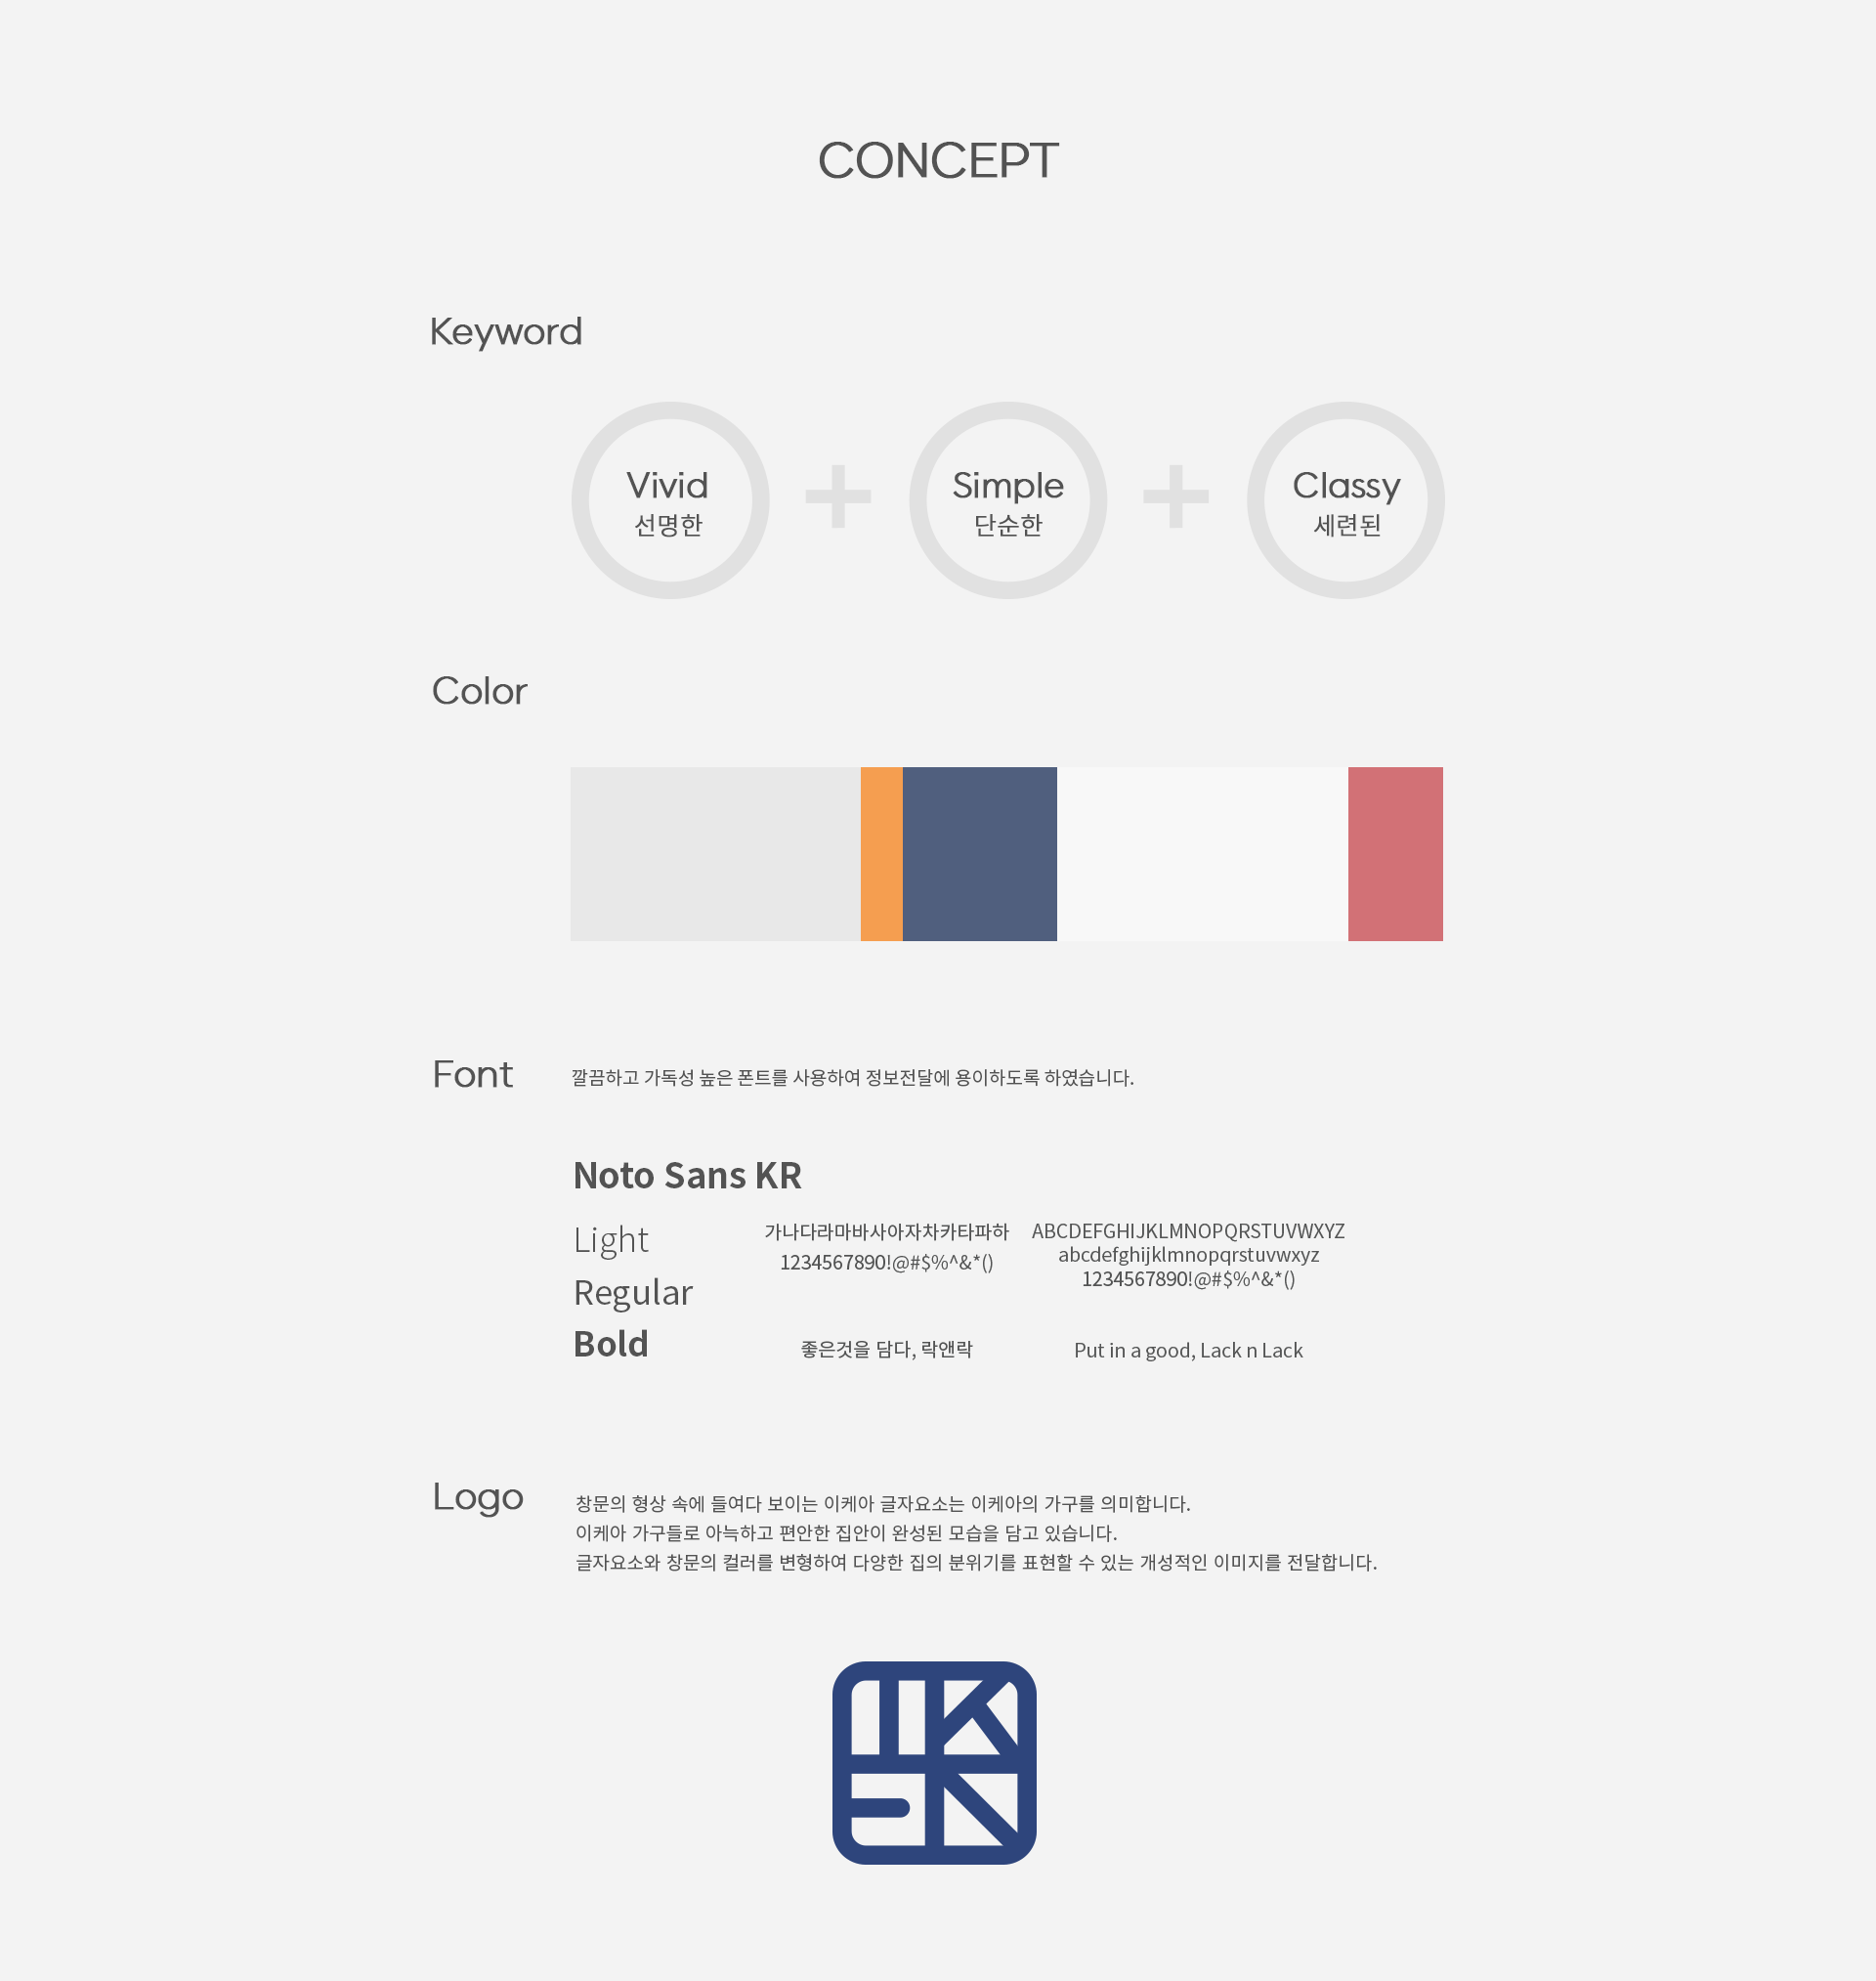 CONCEPT
Keyword
Vivid
선명한
+
Simple
단순한
+
Classy
세련된
Color
Font
깔끔하고 가독성 높은 폰트를 사용하여 정보전달에 용이하도록 하였습니다.
Noto Sans KR
Light
Regular
Bold
가나다라마바사아자차카타파하
1234567890!@#$%^&*()
좋은것을 담다, 락앤락
ABCDEFGHIJKLMNOPQRSTUVWXYZ
abcdefghijklmnopqrstuvwxyz
1234567890!@#$%^&*()
Put in a good, Lack n Lack
Logo
창문의 형상 속에 들여다 보이는 이케아 글자요소는 이케아의 가구를 의미합니다.
이케아 가구들로 아늑하고 편안한 집안이 완성된 모습을 담고 있습니다.
글자요소와 창문의 컬러를 변형하여 다양한 집의 분위기를 표현할 수 있는 개성적인 이미지를 전달합니다.